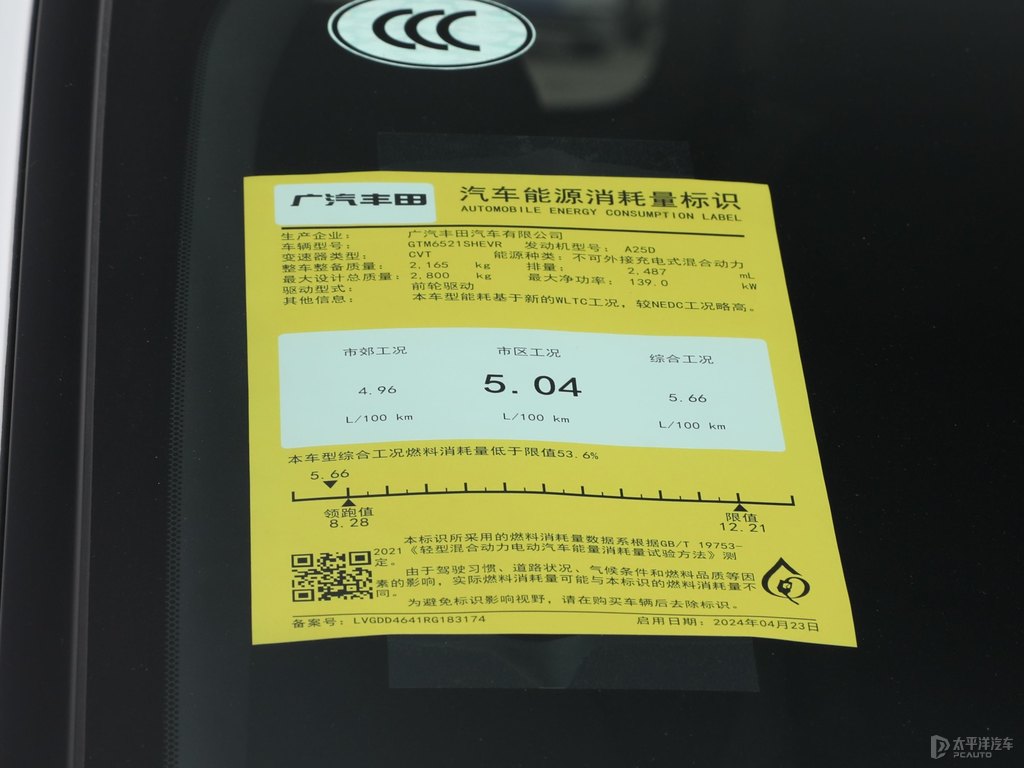 CCC
广汽丰田
汽车能源消耗量标识
AUTOMOBILE ENERGY CONSUMPTION LABEL
生产企业： 广汽丰田汽车有限公司
车辆型号： GTM6521SHEVR 发动机型号： A25D
变速器类型： CVT 能源种类：不可外接充电式混合动力
整车整备质量： 2,165 kg 排量： 2,487 mL
最大设计总质量： 2,800 kg 最大净功率： 139.0 kW
驱动型式： 前轮驱动
其他信息： 本车型能耗基于新的WLTC工况，较NEDC工况略高。
市郊工况 市区工况 综合工况
4.96 5.04 5.66
L/100 km L/100 km L/100 km
本车型综合工况燃料消耗量低于限值53.6%
5.66
领跑值 限值
8.28 12.21
本标识所采用的燃料消耗量数据系根据GB/T 19753-
2021《轻型混合动力电动汽车能量消耗量试验方法》测
定。
由于驾驶习惯、道路状况、气候条件和燃料品质等因
素的影响，实际燃料消耗量可能与本标识的燃料消耗量不
同。
为避免标识影响视野，请在购买车辆后去除标识。
备案号：LVGDD4641RG183174 启用日期：2024年04月23日
太平洋汽车
PCAUTO